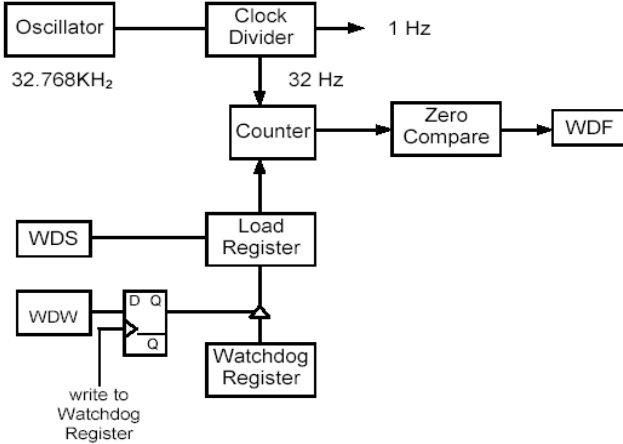 Oscillator
Clock
Divider
1 Hz
32.768KH₂
32 Hz
Counter
Zero
Compare
WDF
WDS
Load
Register
WDW
D Q
Q
Watchdog
Register
write to
Watchdog
Register